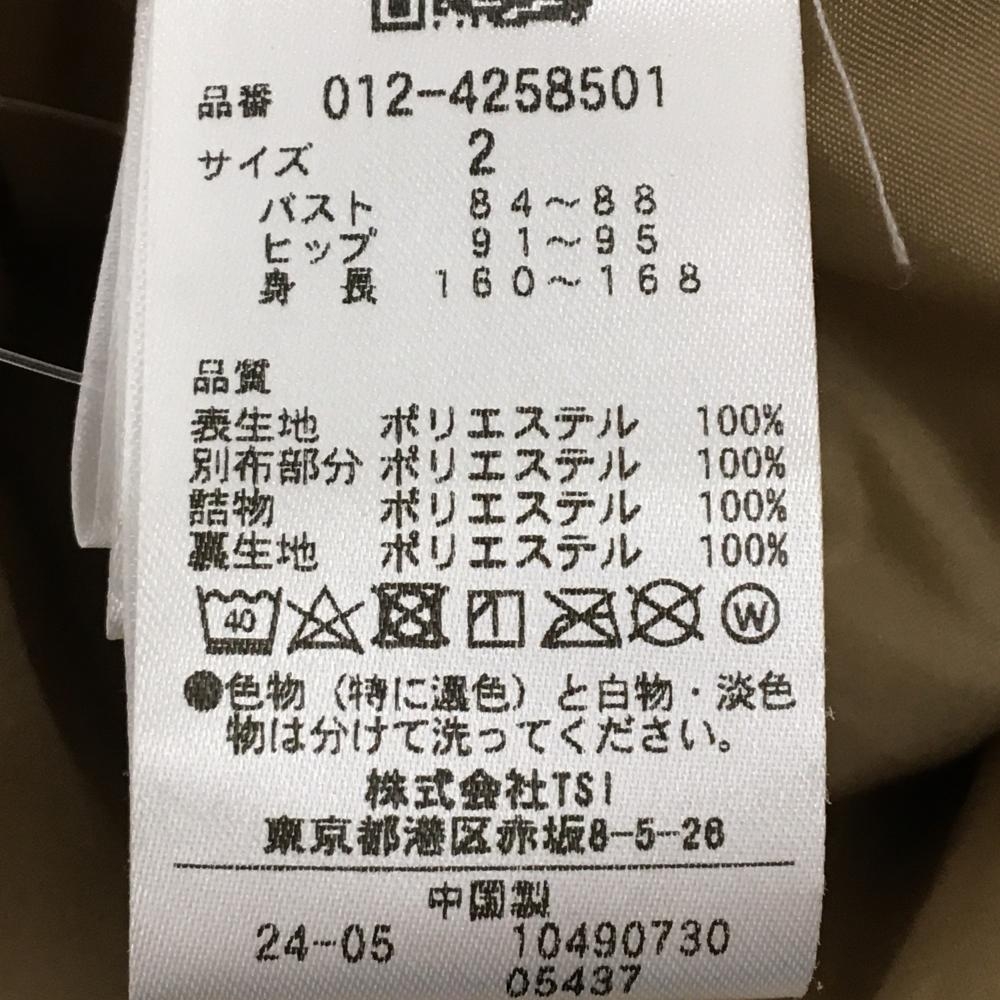 品番 012-4258501
サイズ 2
バスト 84~88
ヒップ 91~95
身長 160~168
品質
表生地 ポリエステル 100%
別布部分 ポリエステル 100%
詰物 ポリエステル 100%
裏生地 ポリエステル 100%
40 W
●色物(特に濃色)と白物・淡色
物は分けて洗ってください。
株式会社TSI
東京都港区赤坂8-5-26
中国製
24-05 10490730
05437